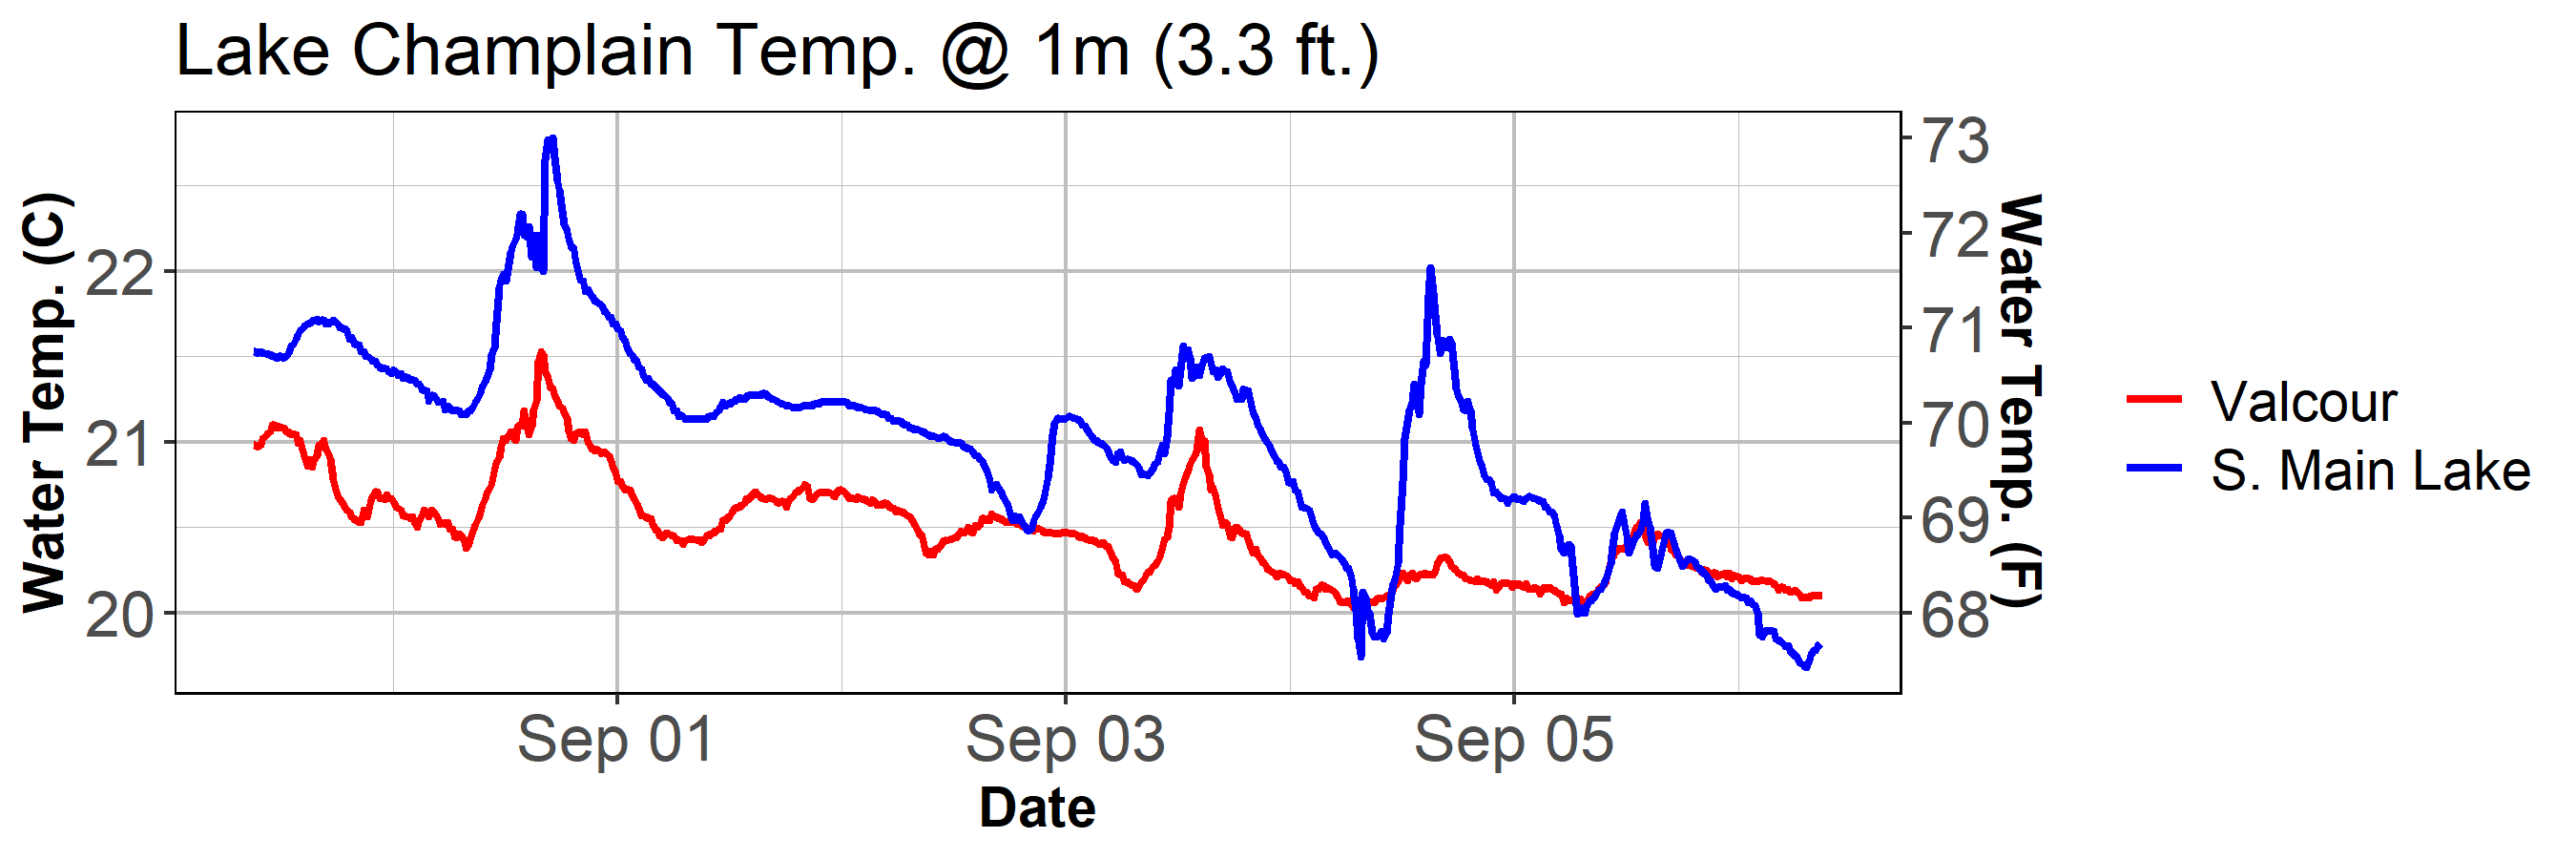 Lake Champlain Temp. @ 1m (3.3 ft.)
Water Temp. (C)
22
21
20
73
72
71
70
69
68
Water Temp. (F)
Sep 01
Sep 03
Sep 05
Date
Valcour
S. Main Lake